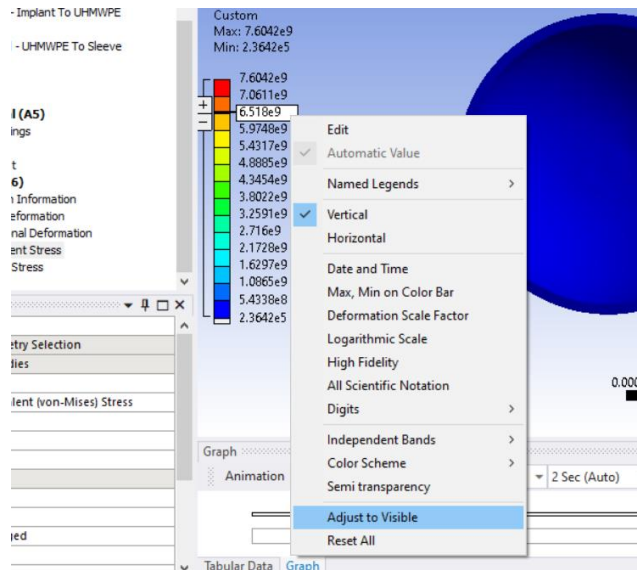 - Implant To UHMWPE
- UHMWPE To Sleeve
l (A5)
ings
t
6)
Information
eformation
nal Deformation
ent Stress
Stress
etry Selection
dies
lent (von-Mises) Stress
ged
Custom
Max: 7.6042e9
Min: 2.3642e5
7.6042e9
7.0611e9
6.518e9
5.9748e9
5.4317e9
4.8885e9
4.3454e9
3.8022e9
3.2591e9
2.716e9
2.1728e9
1.6297e9
1.0865e9
5.4338e8
2.3642e5
Edit
Automatic Value
Named Legends
Vertical
Horizontal
Date and Time
Max, Min on Color Bar
Deformation Scale Factor
Logarithmic Scale
High Fidelity
All Scientific Notation
Digits
Independent Bands
Color Scheme
Semi transparency
Adjust to Visible
Reset All
0.000
Graph
Animation
2 Sec (Auto)
Tabular Data Graph